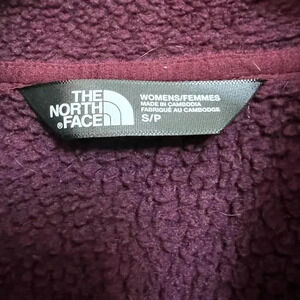 THE
NORTH
FACE
®
WOMENS/FEMMES
MADE IN CAMBODIA
FABRIQUÉ AU CAMBODGE
S/P